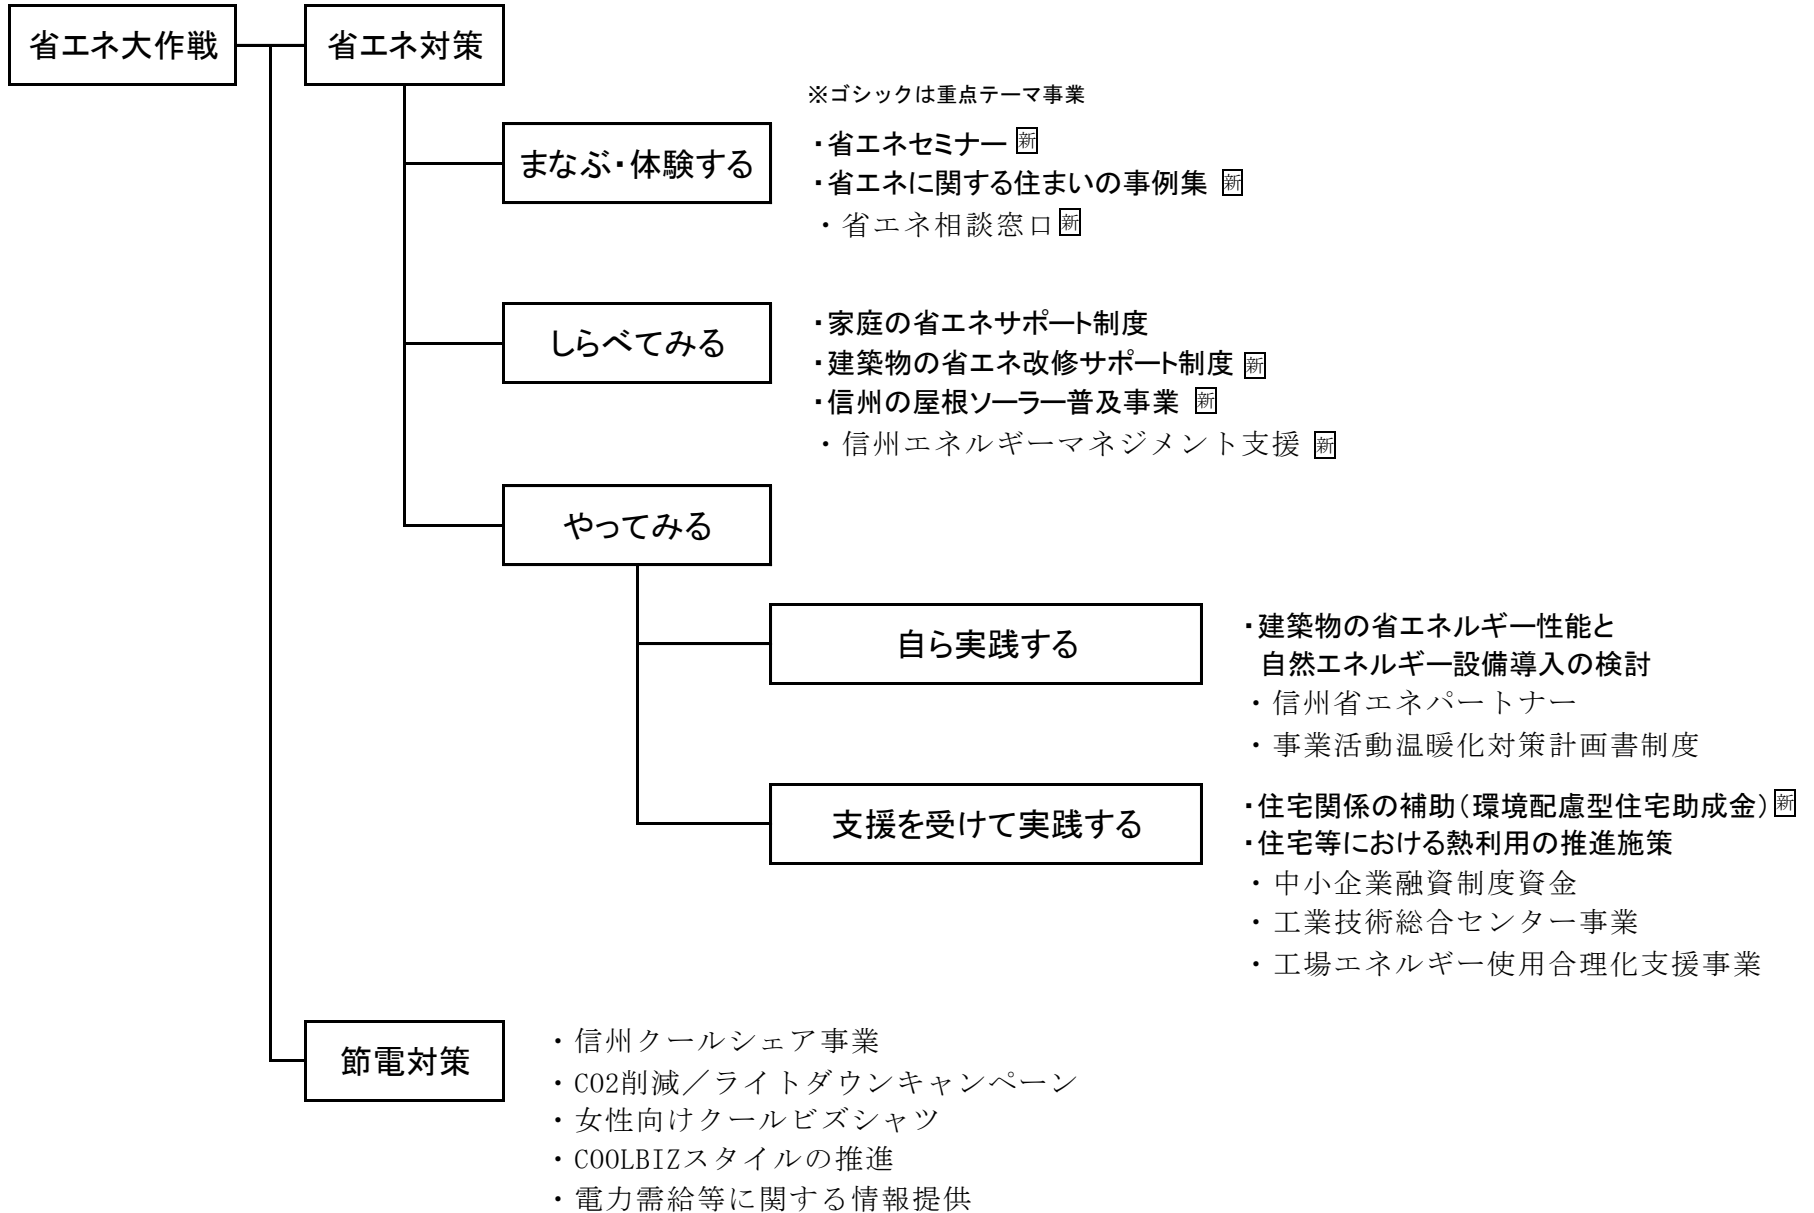 省エネ大作戦
省エネ対策
※ゴシックは重点テーマ事業
まなぶ・体験する
・省エネセミナー 新
・省エネに関する住まいの事例集 新
・省エネ相談窓口 新
しらべてみる
・家庭の省エネサポート制度
・建築物の省エネ改修サポート制度 新
・信州の屋根ソーラー普及事業 新
・信州エネルギーマネジメント支援 新
やってみる
自ら実践する
・建築物の省エネルギー性能と
自然エネルギー設備導入の検討
・信州省エネパートナー
・事業活動温暖化対策計画書制度
支援を受けて実践する
・住宅関係の補助（環境配慮型住宅助成金）新
・住宅等における熱利用の推進施策
・中小企業融資制度資金
・工業技術総合センター事業
・工場エネルギー使用合理化支援事業
節電対策
・信州クールシェア事業
・CO2削減／ライトダウンキャンペーン
・女性向けクールビズシャツ
・COOLBIZスタイルの推進
・電力需給等に関する情報提供